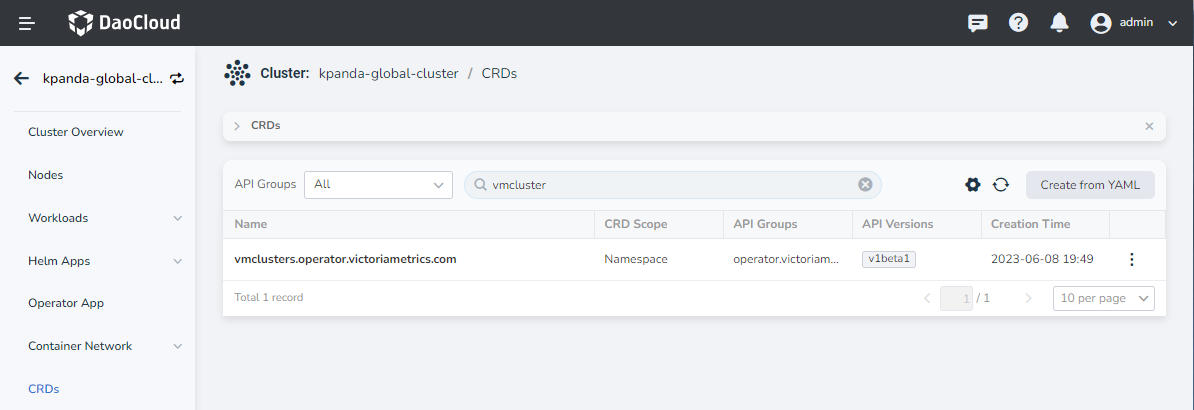 DaoCloud
admin
kpanda-global-cl...
Cluster: kpanda-global-cluster / CRDs
Cluster Overview
Nodes
Workloads
Helm Apps
Operator App
Container Network
CRDs
CRDs
API Groups All vmcluster Create from YAML
Name CRD Scope API Groups API Versions Creation Time
vmclusters.operator.victoriametrics.com Namespace operator.victoriam... v1beta1 2023-06-08 19:49
Total 1 record 1 / 1 10 per page